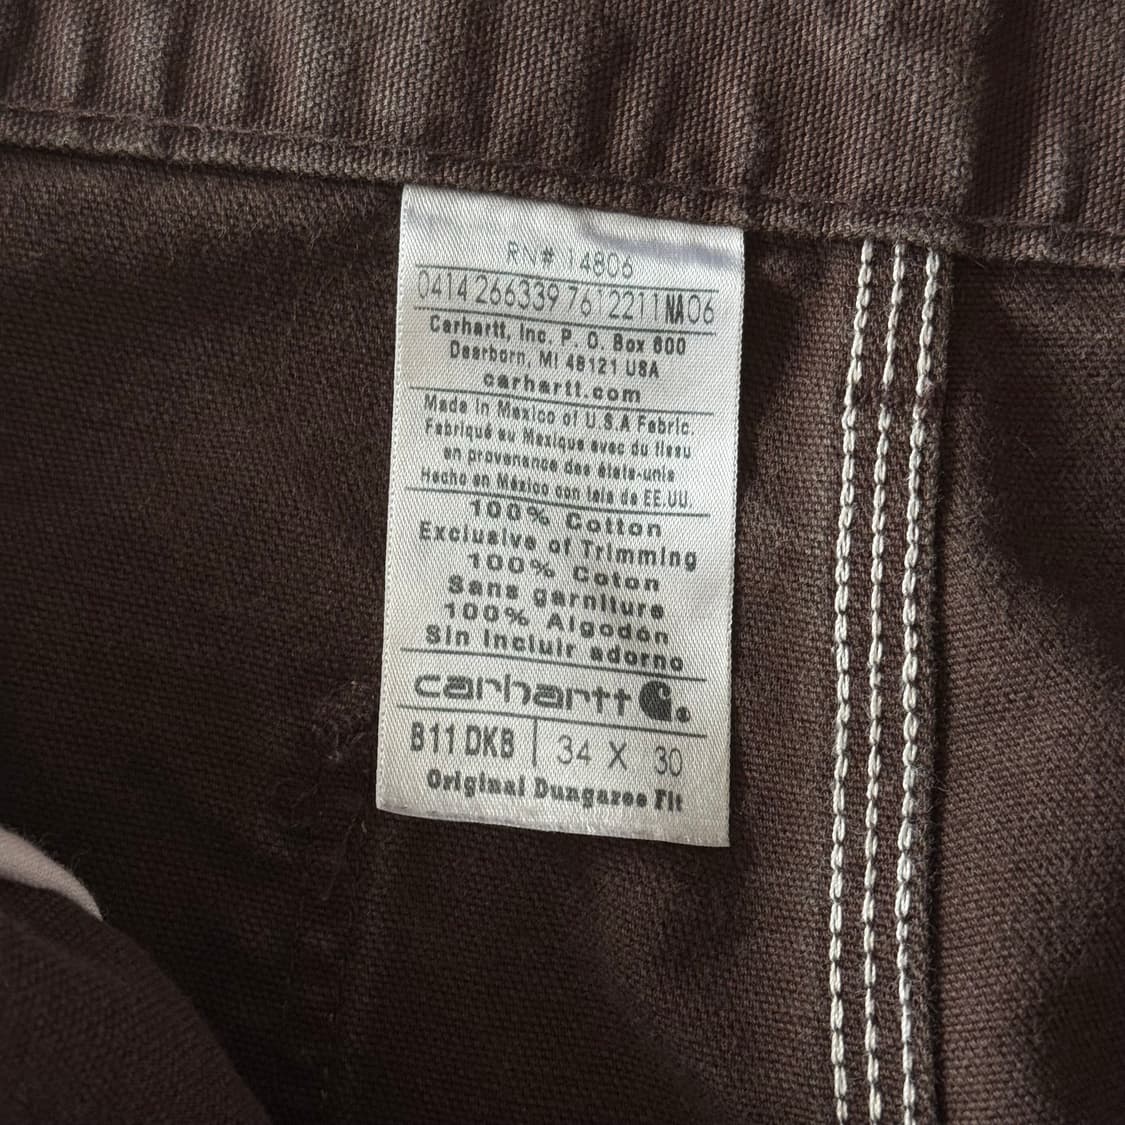 RN# 14806
0414 266339 761 2211 NA 06
Carhartt, Inc. P. O. Box 600
Dearborn, MI 48121 USA
carhartt.com
Made in Mexico of U.S.A Fabric.
Fabriqué au Mexique avec du tissu
en provenance des états-unis
Hecho en México con tela de EE.UU.
100% Cotton
Exclusive of Trimming
100% Coton
Sans garniture
100% Algodón
Sin incluir adorno
carhartt ®
B11 DKB | 34 X 30
Original Dungaree Fit